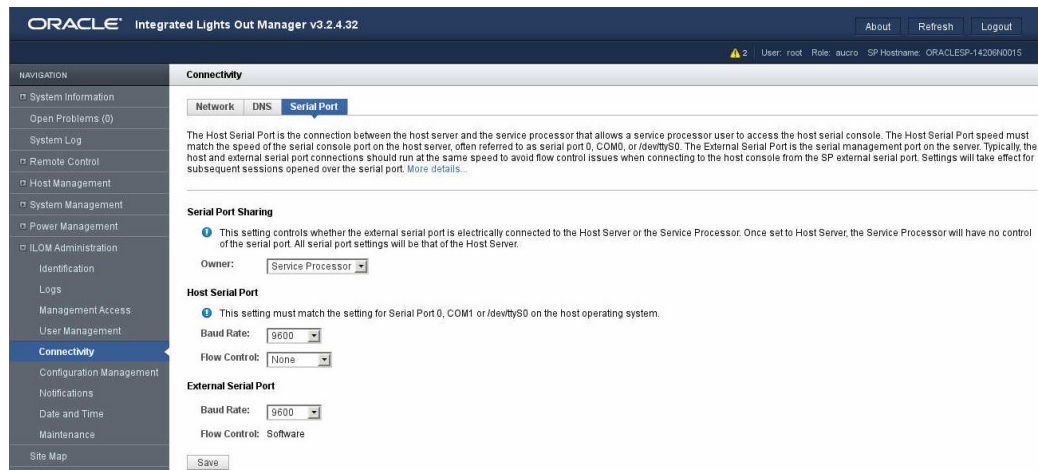 ORACLE Integrated Lights Out Manager v3.2.4.32
About Refresh Logout
2 User: root Role: aucro SP Hostname: ORACLESP-14206N0015
NAVIGATION
System Information
Open Problems (0)
System Log
Remote Control
Host Management
System Management
Power Management
ILOM Administration
Identification
Logs
Management Access
User Management
Connectivity
Configuration Management
Notifications
Date and Time
Maintenance
Site Map
Connectivity
Network DNS Serial Port
The Host Serial Port is the connection between the host server and the service processor that allows a service processor user to access the host serial console. The Host Serial Port speed must
match the speed of the serial console port on the host server, often referred to as serial port 0, COM0, or /dev/ttyS0. The External Serial Port is the serial management port on the server. Typically, the
host and external serial port connections should run at the same speed to avoid flow control issues when connecting to the host console from the SP external serial port. Settings will take effect for
subsequent sessions opened over the serial port. More details...
Serial Port Sharing
This setting controls whether the external serial port is electrically connected to the Host Server or the Service Processor. Once set to Host Server, the Service Processor will have no control
of the serial port. All serial port settings will be that of the Host Server.
Owner: Service Processor
Host Serial Port
This setting must match the setting for Serial Port 0, COM1 or /dev/ttyS0 on the host operating system.
Baud Rate: 9600
Flow Control: None
External Serial Port
Baud Rate: 9600
Flow Control: Software
Save